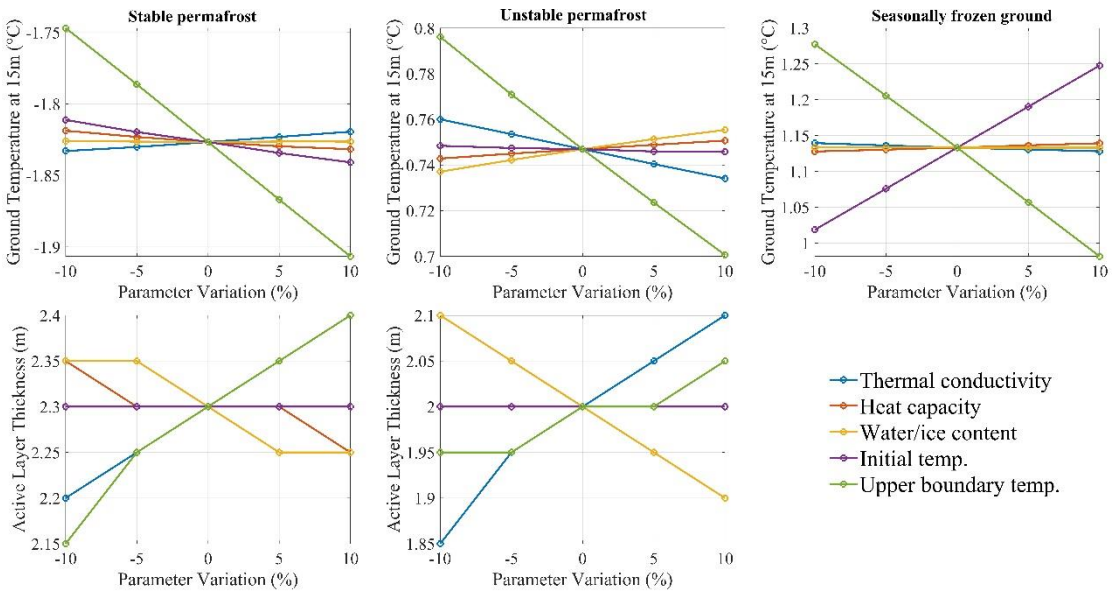 Stable permafrost
Unstable permafrost
Seasonally frozen ground
Ground Temperature at 15m (°C)
-1.75
-1.8
-1.85
-1.9
-10 -5 0 5 10
Parameter Variation (%)
Ground Temperature at 15m (°C)
0.8
0.78
0.76
0.74
0.72
0.7
-10 -5 0 5 10
Parameter Variation (%)
Ground Temperature at 15m (°C)
1.3
1.25
1.2
1.15
1.1
1.05
1
-10 -5 0 5 10
Parameter Variation (%)
Active Layer Thickness (m)
2.4
2.35
2.3
2.25
2.2
2.15
-10 -5 0 5 10
Parameter Variation (%)
Active Layer Thickness (m)
2.1
2.05
2
1.95
1.9
1.85
-10 -5 0 5 10
Parameter Variation (%)
Thermal conductivity
Heat capacity
Water/ice content
Initial temp.
Upper boundary temp.